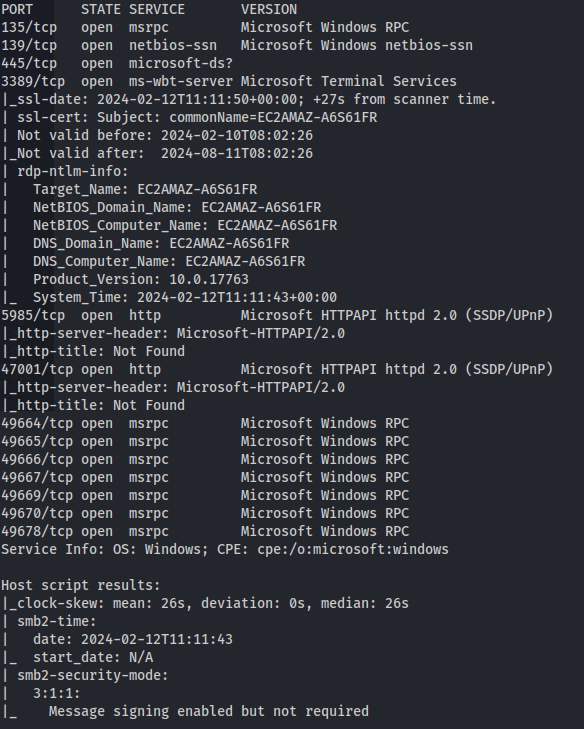 PORT      STATE SERVICE       VERSION
135/tcp   open  msrpc         Microsoft Windows RPC
139/tcp   open  netbios-ssn   Microsoft Windows netbios-ssn
445/tcp   open  microsoft-ds?
3389/tcp  open  ms-wbt-server Microsoft Terminal Services
|_ssl-date: 2024-02-12T11:11:50+00:00; +27s from scanner time.
| ssl-cert: Subject: commonName=EC2AMAZ-A6S61FR
| Not valid before: 2024-02-10T08:02:26
|_Not valid after:  2024-08-11T08:02:26
| rdp-ntlm-info:
|   Target_Name: EC2AMAZ-A6S61FR
|   NetBIOS_Domain_Name: EC2AMAZ-A6S61FR
|   NetBIOS_Computer_Name: EC2AMAZ-A6S61FR
|   DNS_Domain_Name: EC2AMAZ-A6S61FR
|   DNS_Computer_Name: EC2AMAZ-A6S61FR
|   Product_Version: 10.0.17763
|_  System_Time: 2024-02-12T11:11:43+00:00
5985/tcp  open  http          Microsoft HTTPAPI httpd 2.0 (SSDP/UPnP)
|_http-server-header: Microsoft-HTTPAPI/2.0
|_http-title: Not Found
47001/tcp open  http          Microsoft HTTPAPI httpd 2.0 (SSDP/UPnP)
|_http-server-header: Microsoft-HTTPAPI/2.0
|_http-title: Not Found
49664/tcp open  msrpc         Microsoft Windows RPC
49665/tcp open  msrpc         Microsoft Windows RPC
49666/tcp open  msrpc         Microsoft Windows RPC
49667/tcp open  msrpc         Microsoft Windows RPC
49669/tcp open  msrpc         Microsoft Windows RPC
49670/tcp open  msrpc         Microsoft Windows RPC
49678/tcp open  msrpc         Microsoft Windows RPC
Service Info: OS: Windows; CPE: cpe:/o:microsoft:windows

Host script results:
|_clock-skew: mean: 26s, deviation: 0s, median: 26s
| smb2-time:
|   date: 2024-02-12T11:11:43
|_  start_date: N/A
| smb2-security-mode:
|   3:1:1:
|_    Message signing enabled but not required